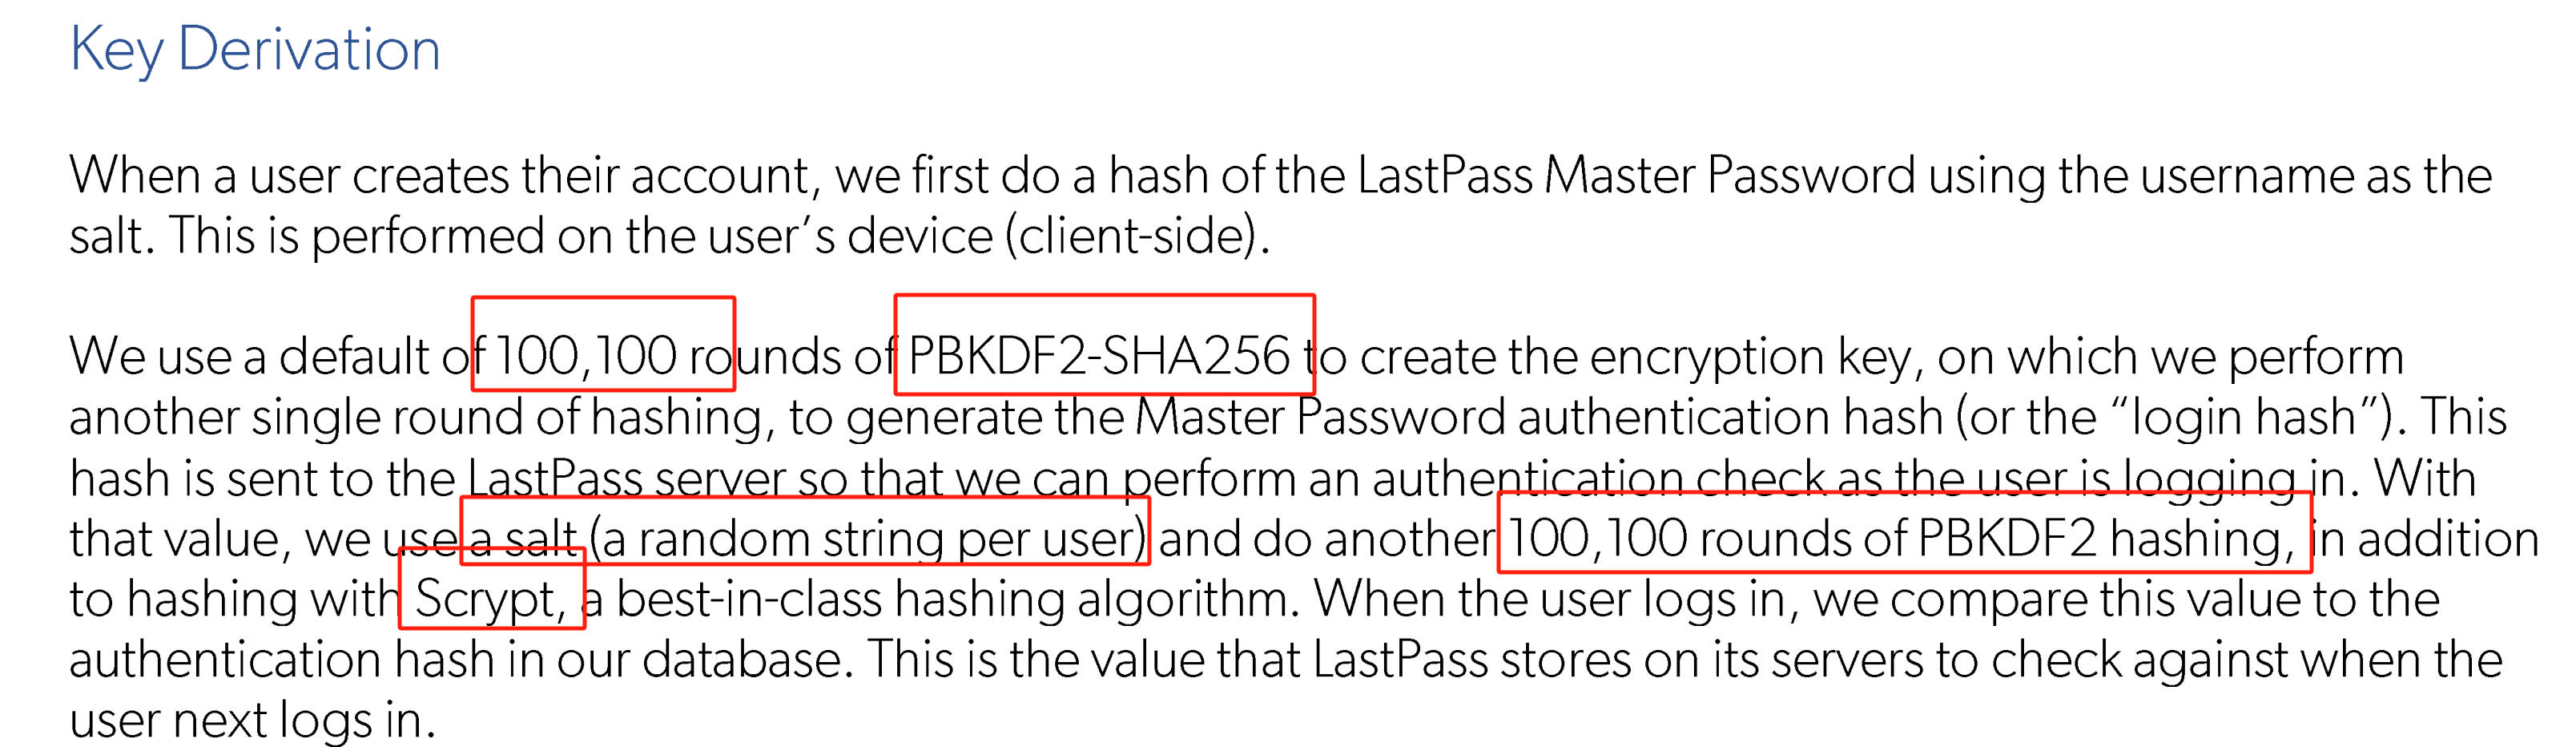 Key Derivation
When a user creates their account, we first do a hash of the LastPass Master Password using the username as the
salt. This is performed on the user’s device (client-side).
We use a default of 100,100 rounds of PBKDF2-SHA256 to create the encryption key, on which we perform
another single round of hashing, to generate the Master Password authentication hash (or the “login hash”). This
hash is sent to the LastPass server so that we can perform an authentication check as the user is logging in. With
that value, we use a salt (a random string per user) and do another 100,100 rounds of PBKDF2 hashing, in addition
to hashing with Scrypt, a best-in-class hashing algorithm. When the user logs in, we compare this value to the
authentication hash in our database. This is the value that LastPass stores on its servers to check against when the
user next logs in.